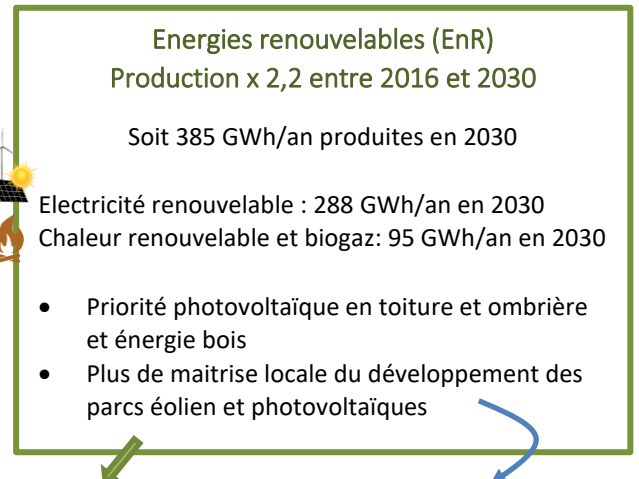 Energies renouvelables (EnR)
Production x 2,2 entre 2016 et 2030
Soit 385 GWh/an produites en 2030
Electricité renouvelable : 288 GWh/an en 2030
Chaleur renouvelable et biogaz: 95 GWh/an en 2030
• Priorité photovoltaïque en toiture et ombrière
et énergie bois
• Plus de maitrise locale du développement des
parcs éolien et photovoltaïques